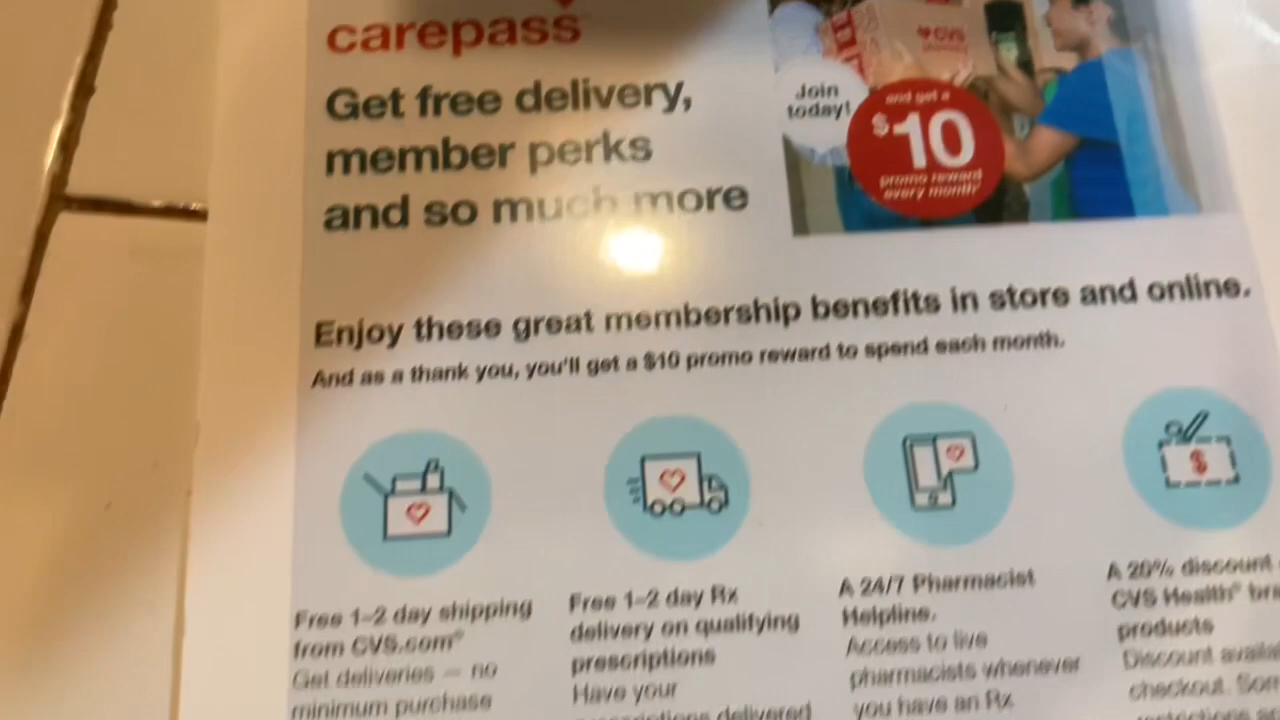 carepass
Get free delivery,
member perks
and so much more
CVS
Join
today!
and get a
$10
promo reward
every month
Enjoy these great membership benefits in store and online.
And as a thank you, you'll get a $10 promo reward to spend each month.
$
Free 1–2 day shipping
from CVS.com®
Get deliveries — no
minimum purchase
Free 1–2 day Rx
delivery on qualifying
prescriptions
Have your
delivered
A 24/7 Pharmacist
Helpline.
Access to live
pharmacists whenever
you have an Rx
A 20% discount
CVS Health®
products
Discount
checkout.